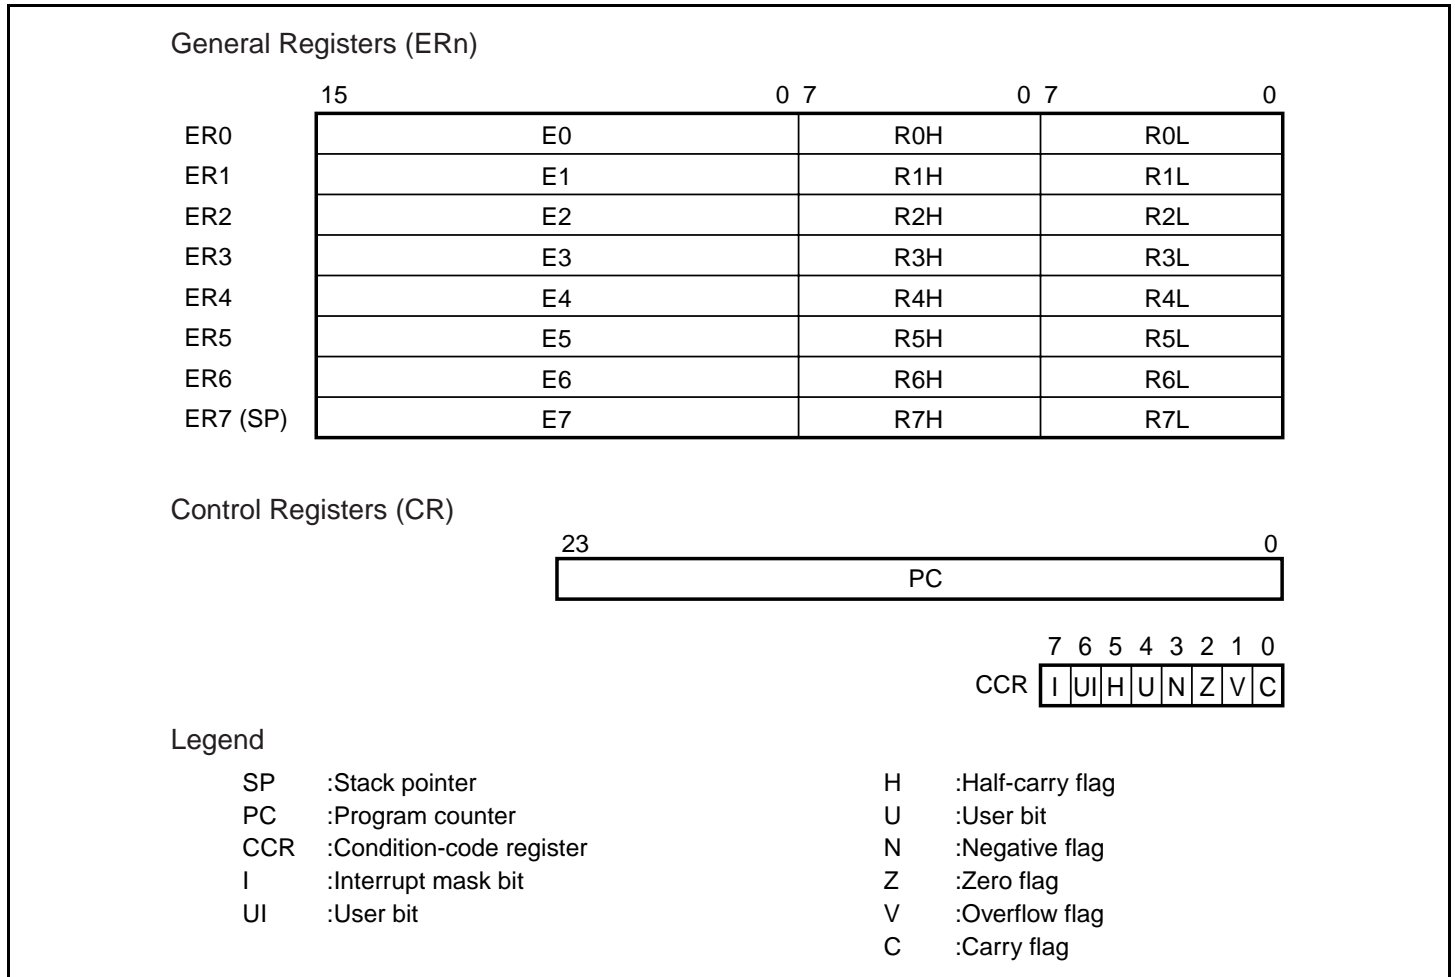 General Registers (ERn)
15 0 7 0 7 0
ER0 E0 R0H R0L
ER1 E1 R1H R1L
ER2 E2 R2H R2L
ER3 E3 R3H R3L
ER4 E4 R4H R4L
ER5 E5 R5H R5L
ER6 E6 R6H R6L
ER7 (SP) E7 R7H R7L
Control Registers (CR)
23 0
PC
7 6 5 4 3 2 1 0
CCR I UI H U N Z V C
Legend
SP :Stack pointer
PC :Program counter
CCR :Condition-code register
I :Interrupt mask bit
UI :User bit
H :Half-carry flag
U :User bit
N :Negative flag
Z :Zero flag
V :Overflow flag
C :Carry flag